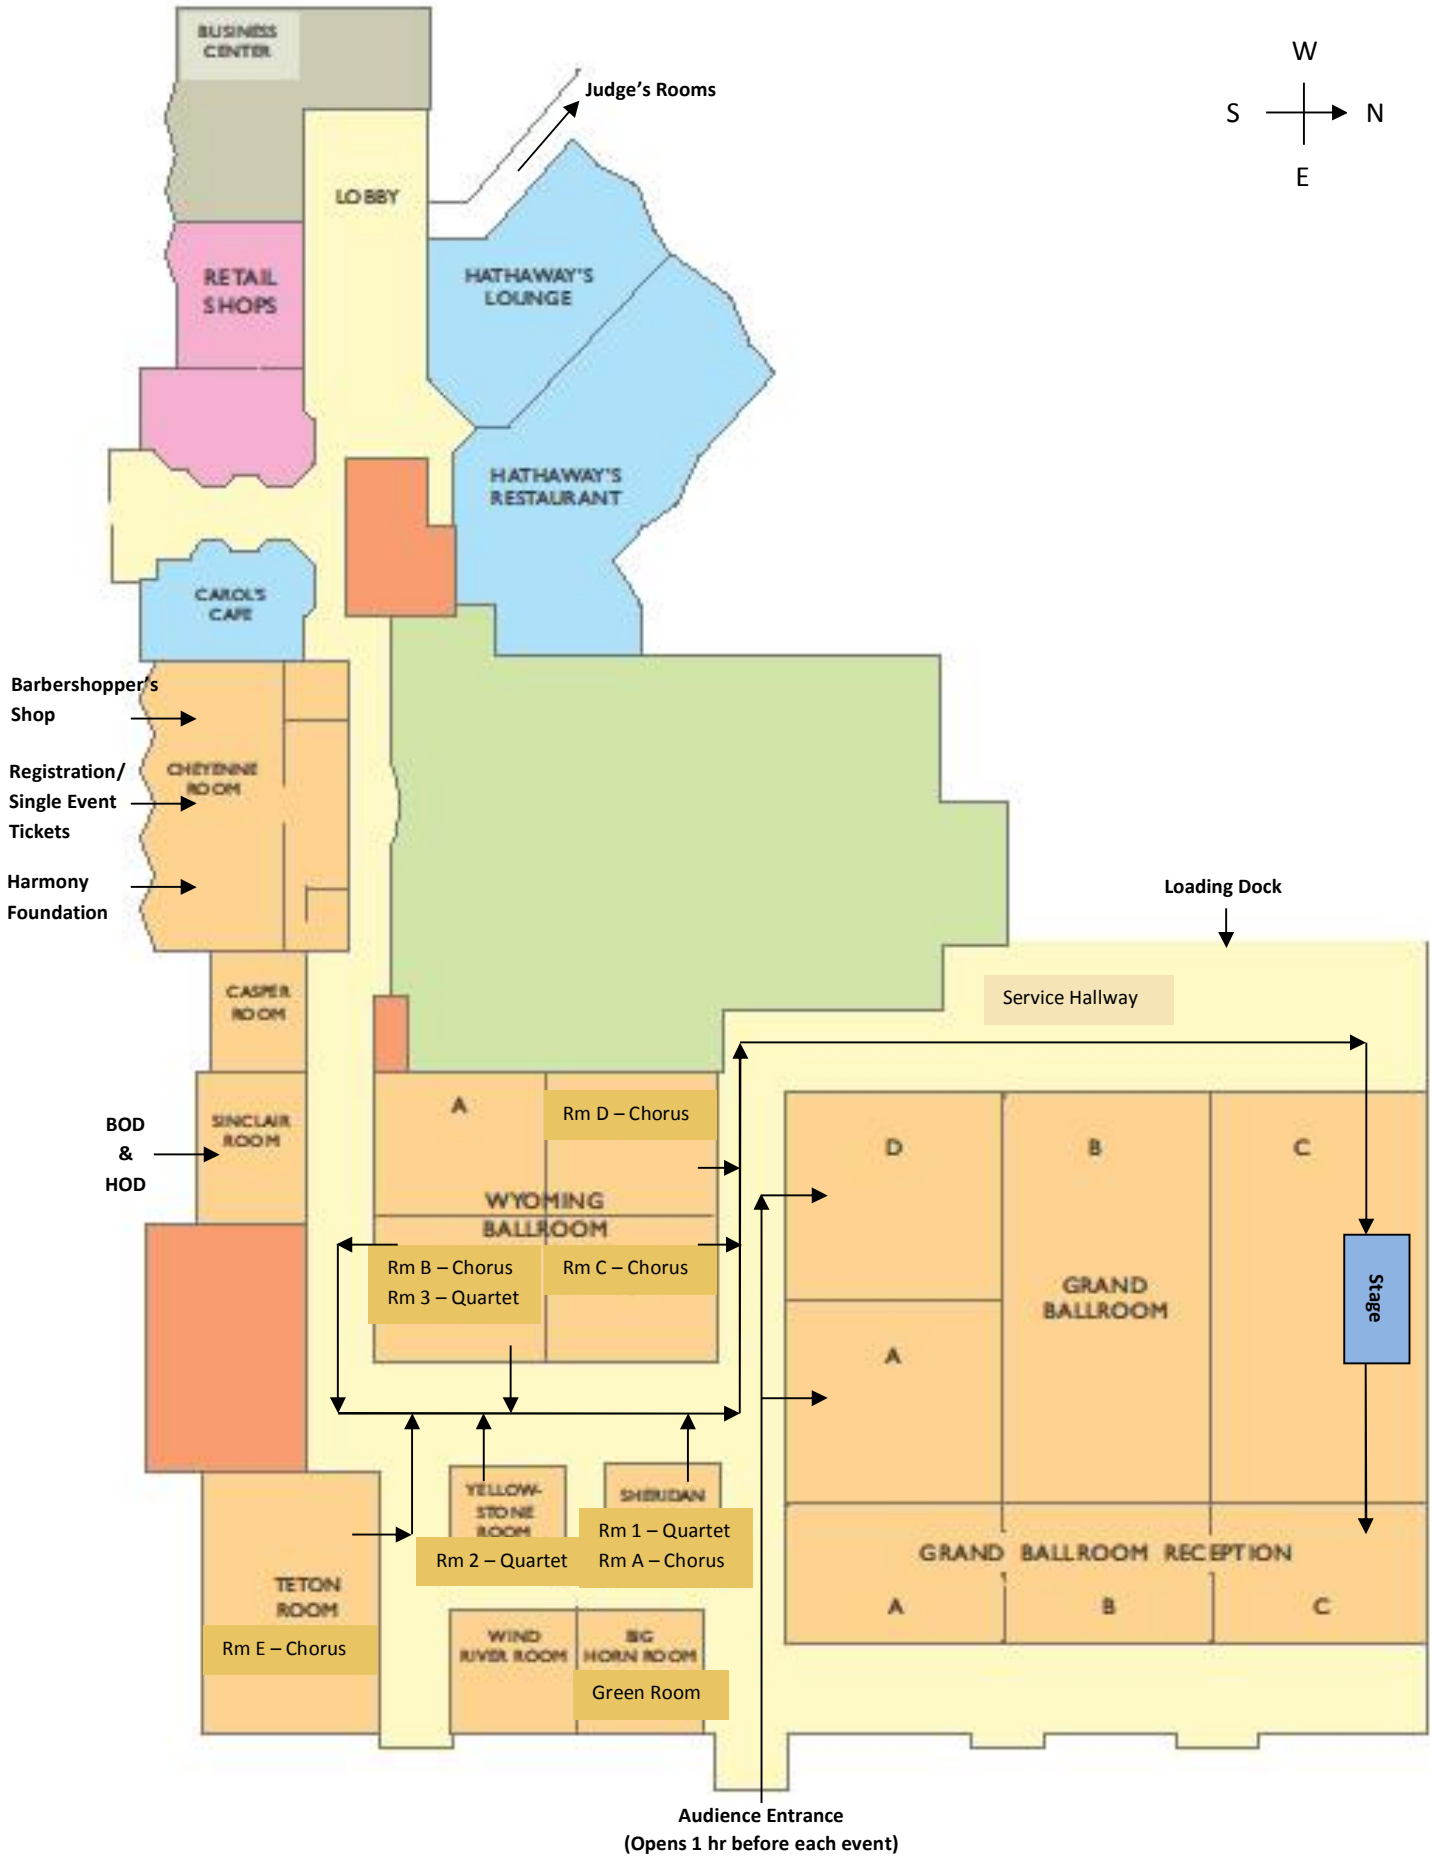 BUSINESS
CENTER
W
S
N
E
Judge's Rooms
LOBBY
RETAIL
SHOPS
HATHAWAY'S
LOUNGE
HATHAWAY'S
RESTAURANT
CAROL'S
CAFE
Barbershopper's
Shop
CHEYENNE
ROOM
Registration/
Single Event
Tickets
Harmony
Foundation
Loading Dock
CASPER
ROOM
Service Hallway
BOD
&
HOD
SINCLAIR
ROOM
A
Rm D – Chorus
WYOMING
BALLROOM
Rm B – Chorus
Rm 3 – Quartet
Rm C – Chorus
D
B
C
GRAND
BALLROOM
A
Stage
YELLOW-
STONE
ROOM
Rm 2 – Quartet
SHERIDAN
Rm 1 – Quartet
Rm A – Chorus
GRAND BALLROOM RECEPTION
A
B
C
TETON
ROOM
Rm E – Chorus
WIND
RIVER ROOM
BIG
HORN ROOM
Green Room
Audience Entrance
(Opens 1 hr before each event)